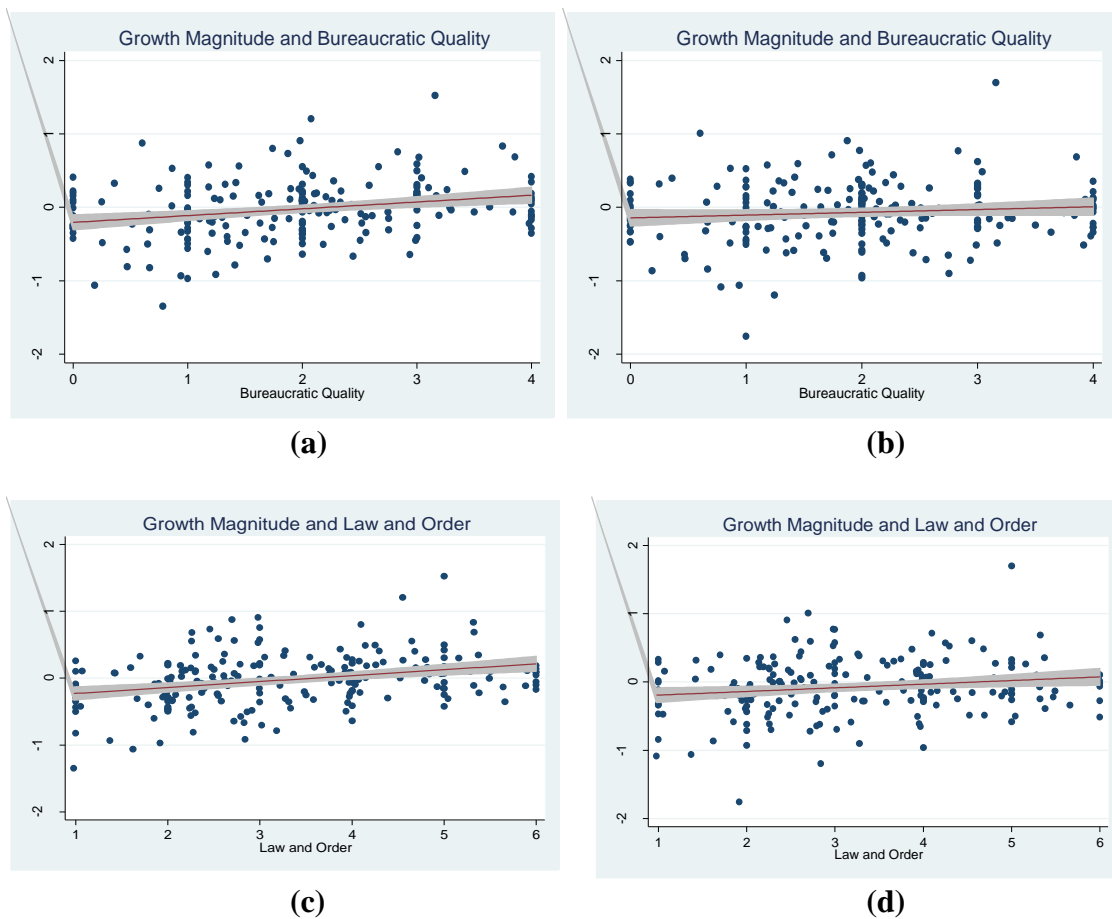 Growth Magnitude and Bureaucratic Quality
2
1
0
-1
-2
0 1 2 3 4
Bureaucratic Quality
(a)
Growth Magnitude and Bureaucratic Quality
2
1
0
-1
-2
0 1 2 3 4
Bureaucratic Quality
(b)
Growth Magnitude and Law and Order
2
1
0
-1
-2
1 2 3 4 5 6
Law and Order
(c)
Growth Magnitude and Law and Order
2
1
0
-1
-2
1 2 3 4 5 6
Law and Order
(d)